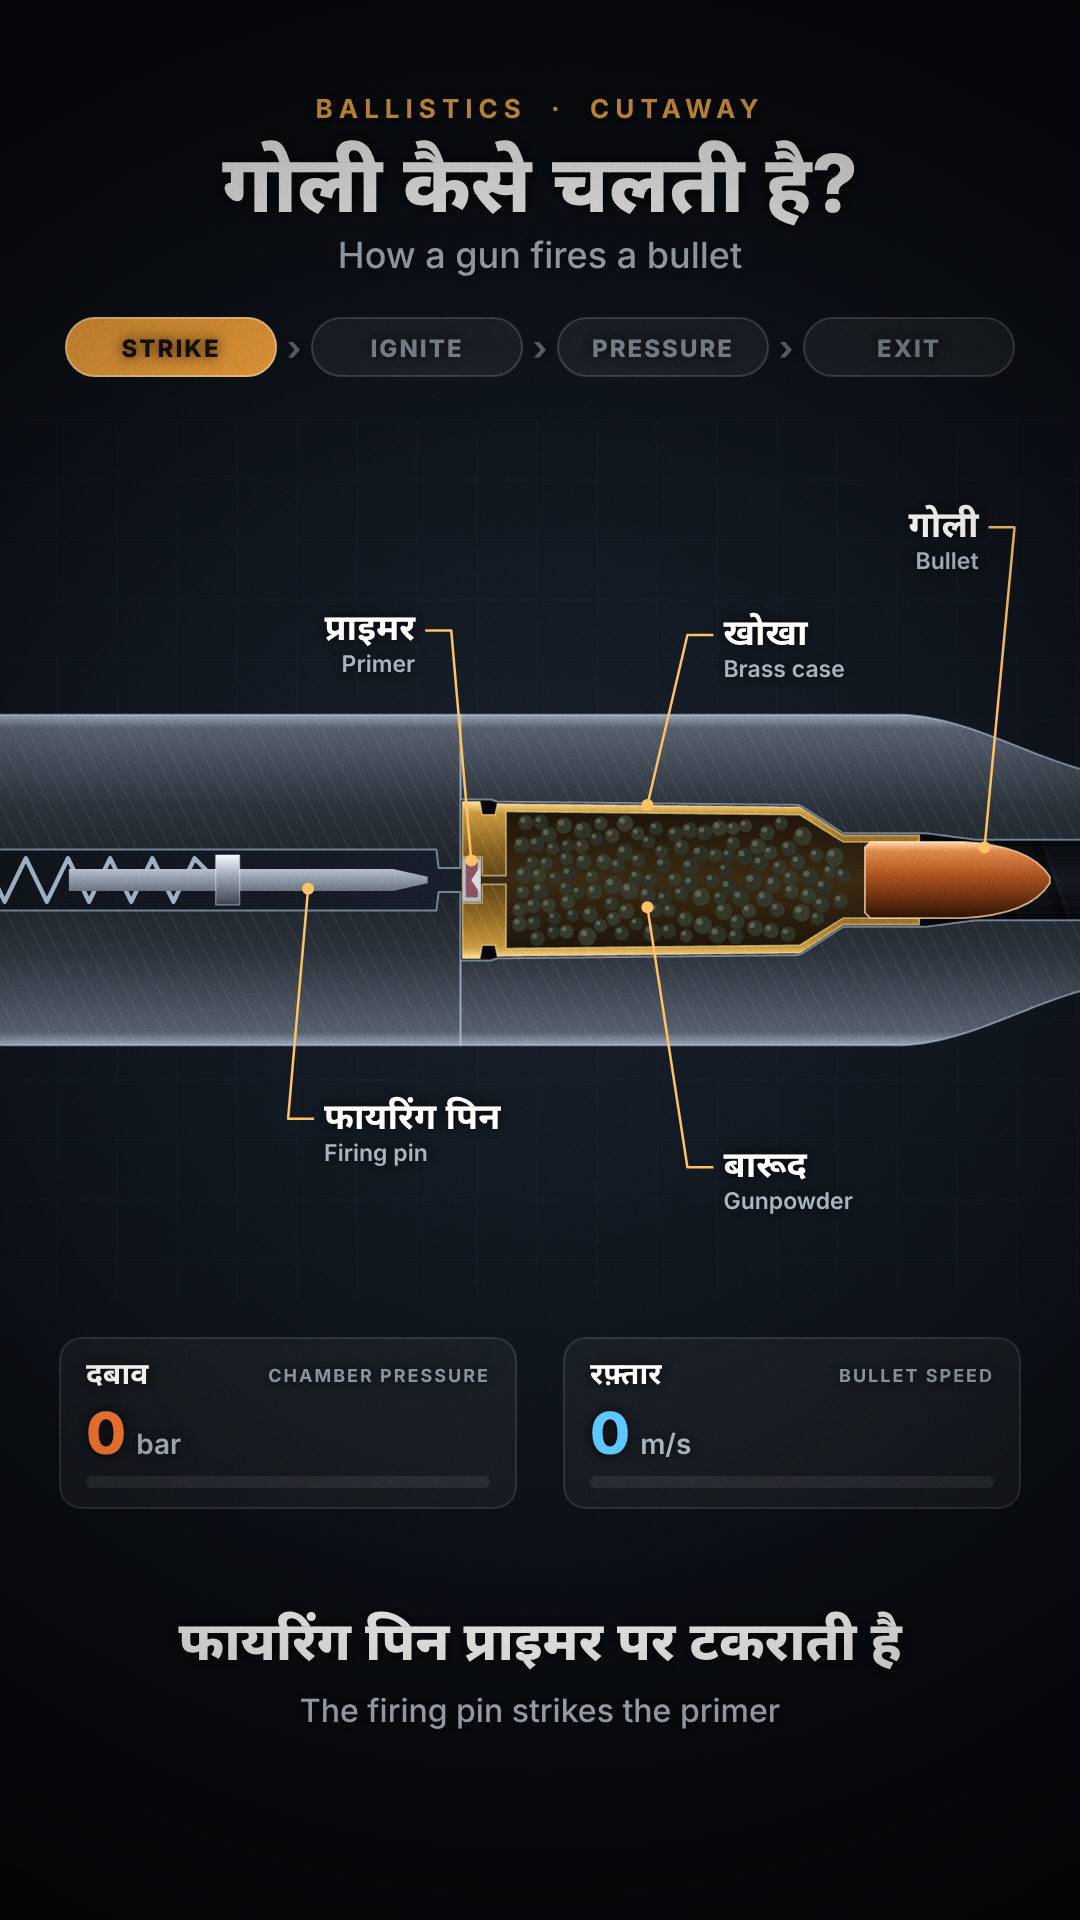 BALLISTICS · CUTAWAY
गोली कैसे चलती है?
How a gun fires a bullet
STRIKE › IGNITE › PRESSURE › EXIT
गोली
Bullet
प्राइमर
Primer
खोखा
Brass case
फायरिंग पिन
Firing pin
बारूद
Gunpowder
दबाव CHAMBER PRESSURE
0 bar
रफ़्तार BULLET SPEED
0 m/s
फायरिंग पिन प्राइमर पर टकराती है
The firing pin strikes the primer